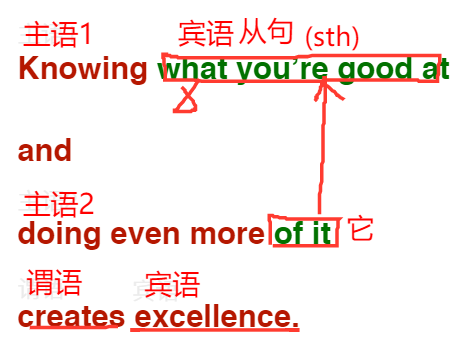 主语1 宾语从句 (sth)
Knowing what you're good at
and
主语2
doing even more of it 它
谓语 宾语
creates excellence.